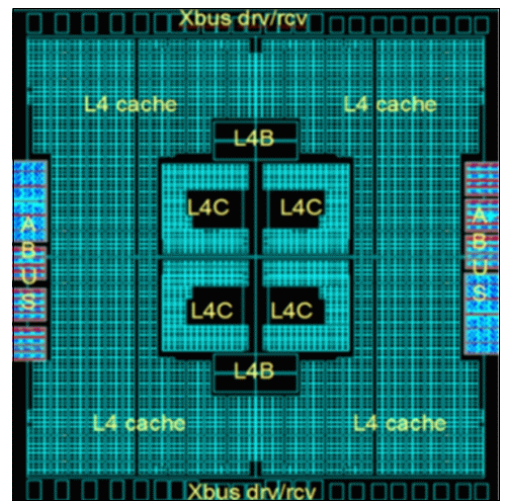 Xbus drv/rcv
L4 cache
L4 cache
L4B
L4C
L4C
A
B
U
S
A
B
U
S
L4C
L4C
L4B
L4 cache
L4 cache
Xbus drv/rcv